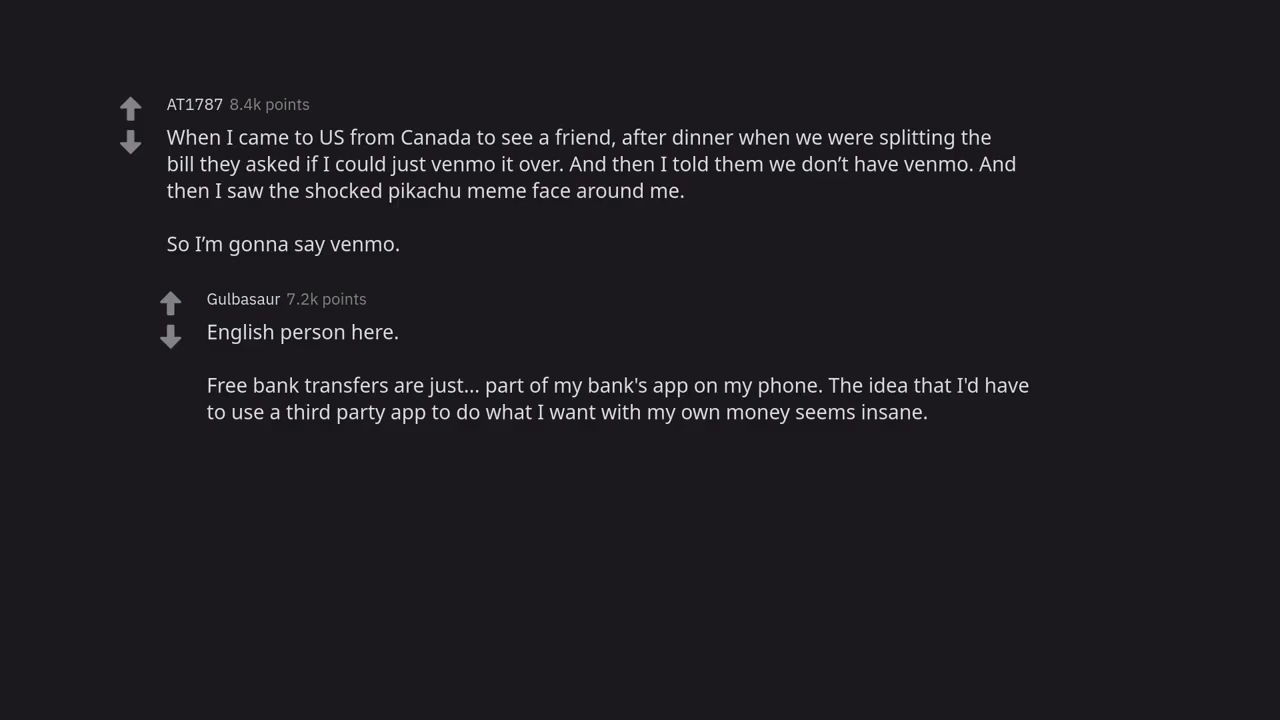 AT1787 8.4k points
When I came to US from Canada to see a friend, after dinner when we were splitting the
bill they asked if I could just venmo it over. And then I told them we don’t have venmo. And
then I saw the shocked pikachu meme face around me.
So I’m gonna say venmo.
Gulbasaur 7.2k points
English person here.
Free bank transfers are just... part of my bank's app on my phone. The idea that I'd have
to use a third party app to do what I want with my own money seems insane.